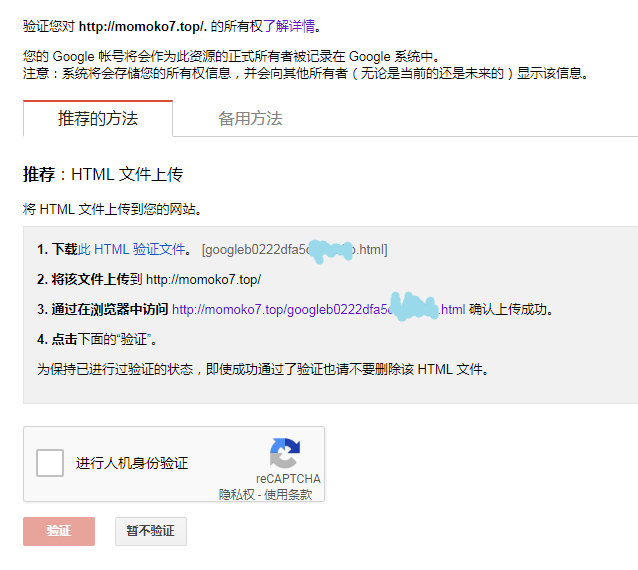 验证您对 http://momoko7.top/. 的所有权了解详情。
您的 Google 帐号将会作为此资源的正式所有者被记录在 Google 系统中。
注意：系统将会存储您的所有权信息，并会向其他所有者（无论是当前的还是未来的）显示该信息。
推荐的方法 备用方法
推荐：HTML 文件上传
将 HTML 文件上传到您的网站。
1. 下载此 HTML 验证文件。 [googleb0222dfa5 .html]
2. 将该文件上传到 http://momoko7.top/
3. 通过在浏览器中访问 http://momoko7.top/googleb0222dfa5 .html 确认上传成功。
4. 点击下面的“验证”。
为保持已进行过验证的状态，即使成功通过了验证也请不要删除该 HTML 文件。
进行人机身份验证
reCAPTCHA
隐私权 - 使用条款
验证 暂不验证